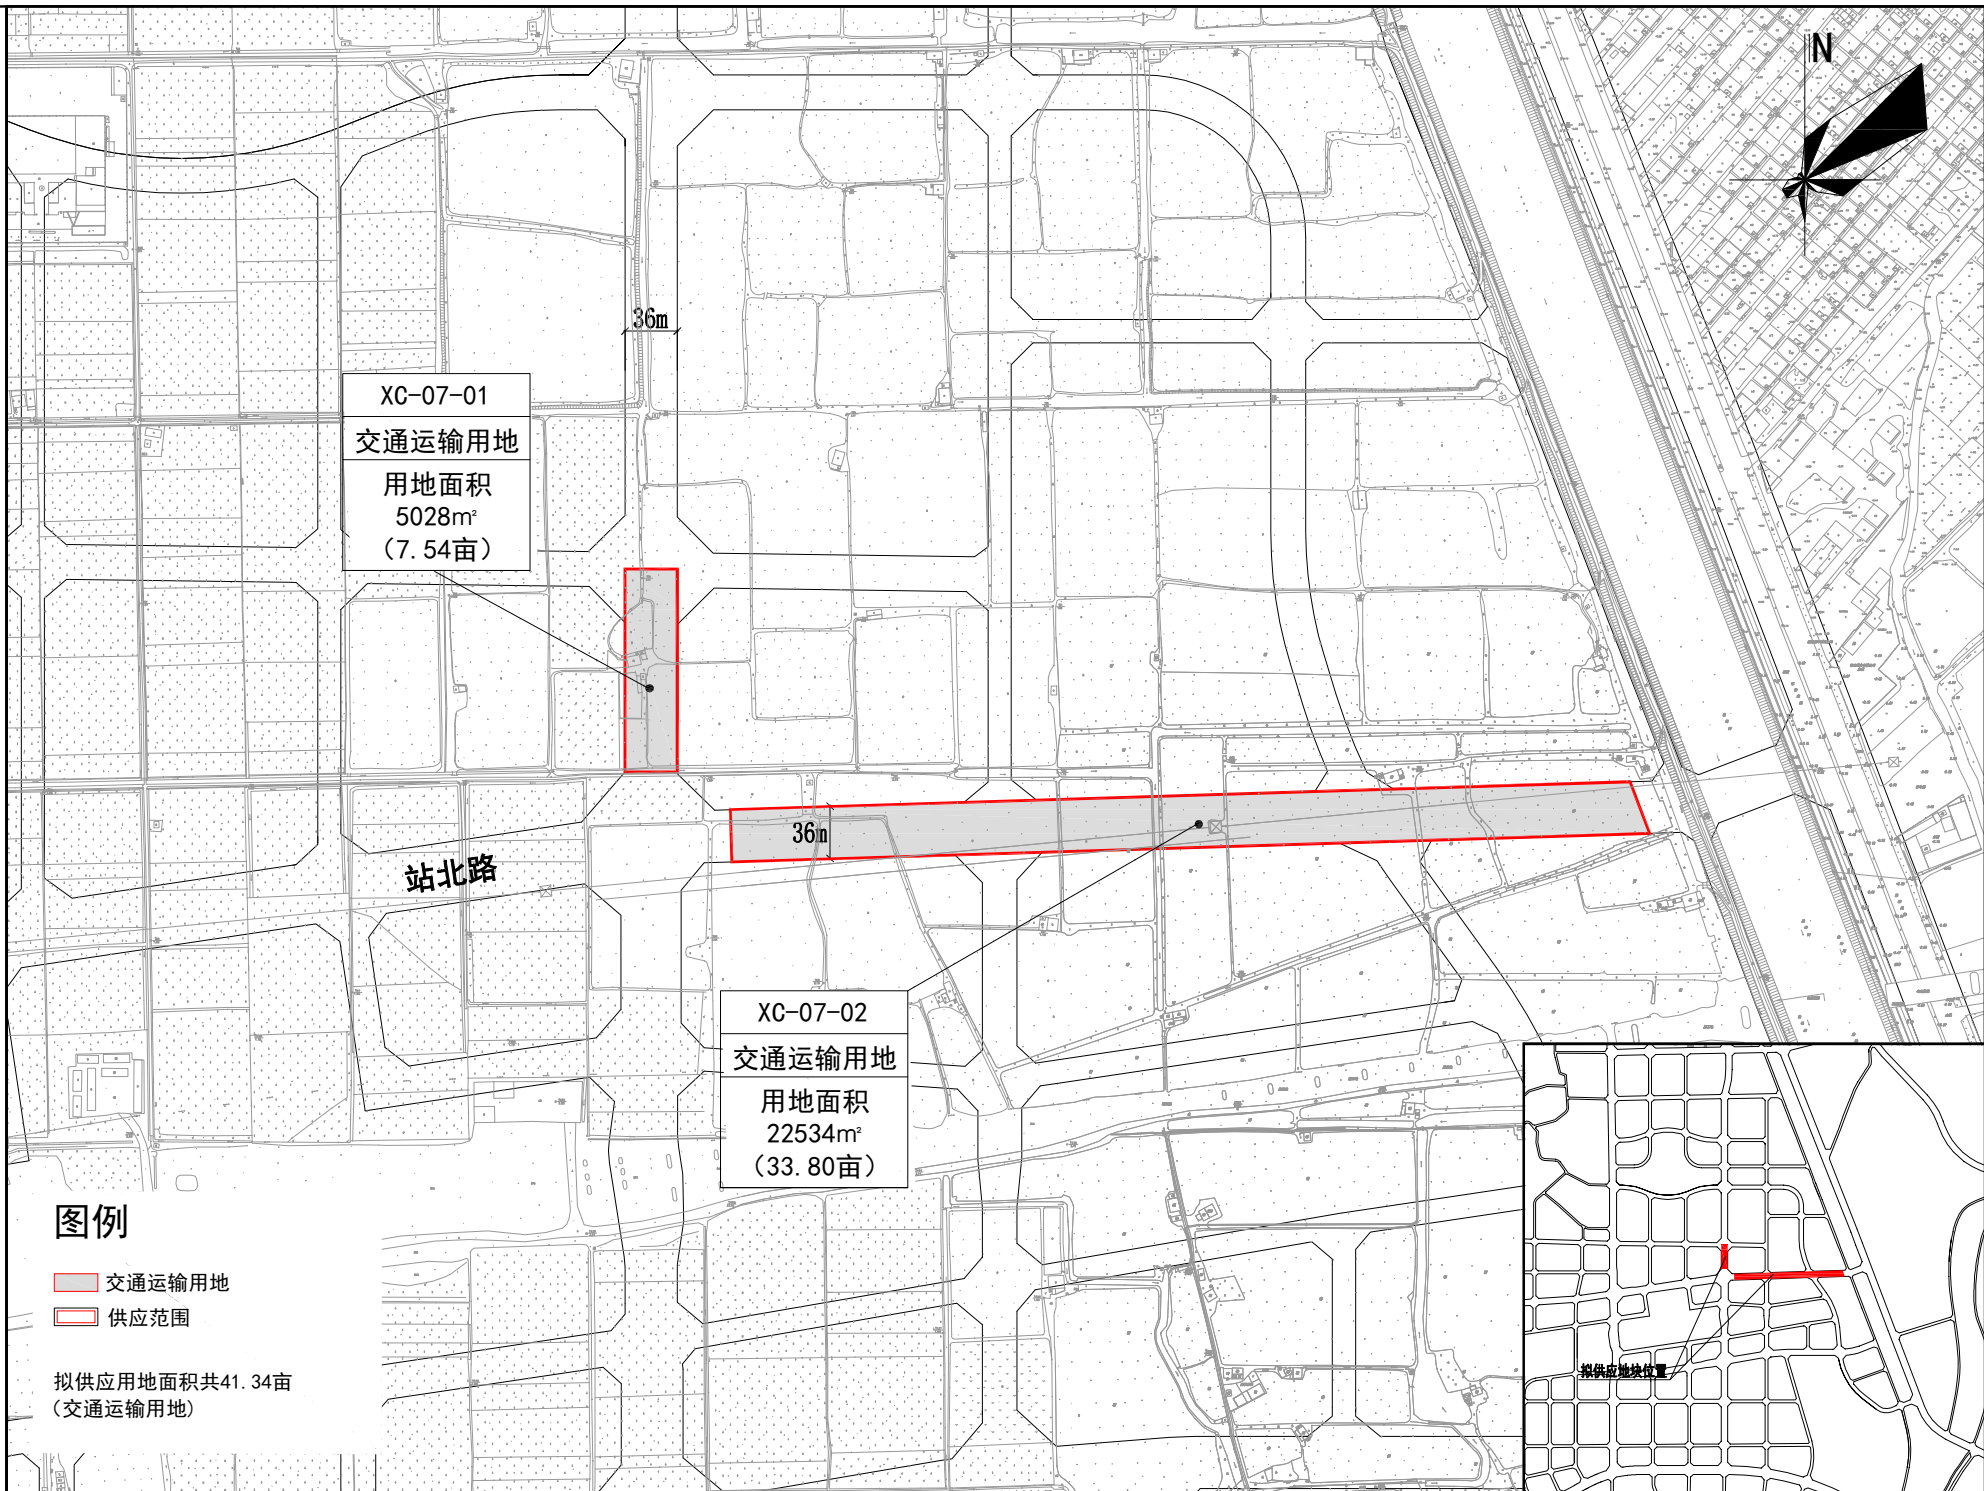 N
36m
XC-07-01
交通运输用地
用地面积
5028㎡
（7.54亩）
36m
站北路
XC-07-02
交通运输用地
用地面积
22534㎡
（33.80亩）
图例
交通运输用地
供应范围
拟供应用地面积共41.34亩
（交通运输用地）
拟供应地块位置